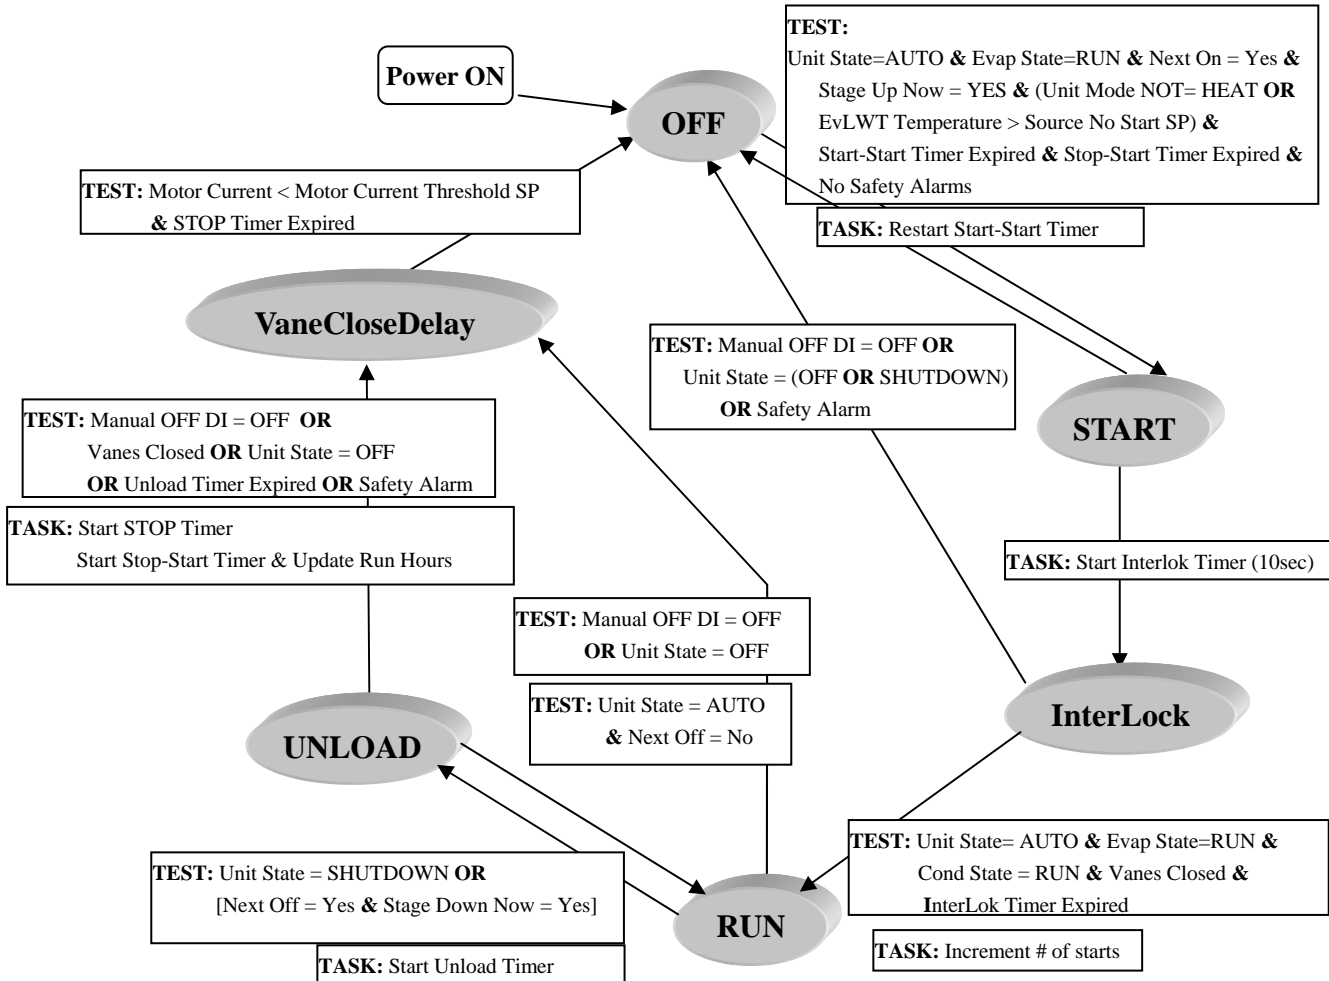 TEST:
Unit State=AUTO & Evap State=RUN & Next On = Yes &
Stage Up Now = YES & (Unit Mode NOT= HEAT OR
EvLWT Temperature > Source No Start SP) &
Start-Start Timer Expired & Stop-Start Timer Expired &
No Safety Alarms
Power ON
OFF
TEST: Motor Current < Motor Current Threshold SP
& STOP Timer Expired
TASK: Restart Start-Start Timer
VaneCloseDelay
TEST: Manual OFF DI = OFF OR
Unit State = (OFF OR SHUTDOWN)
OR Safety Alarm
START
TEST: Manual OFF DI = OFF OR
Vanes Closed OR Unit State = OFF
OR Unload Timer Expired OR Safety Alarm
TASK: Start STOP Timer
Start Stop-Start Timer & Update Run Hours
TASK: Start Interlok Timer (10sec)
TEST: Manual OFF DI = OFF
OR Unit State = OFF
TEST: Unit State = AUTO
& Next Off = No
InterLock
UNLOAD
TEST: Unit State= AUTO & Evap State=RUN &
Cond State = RUN & Vanes Closed &
InterLok Timer Expired
TEST: Unit State = SHUTDOWN OR
[Next Off = Yes & Stage Down Now = Yes]
RUN
TASK: Increment # of starts
TASK: Start Unload Timer